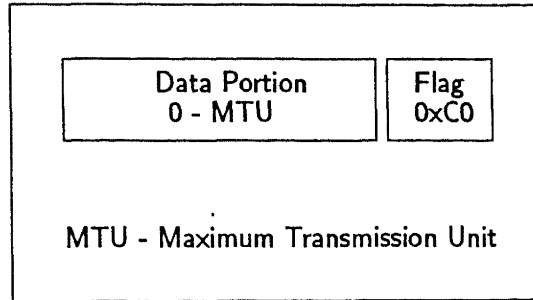 Data Portion
0 - MTU
Flag
0xC0
MTU - Maximum Transmission Unit